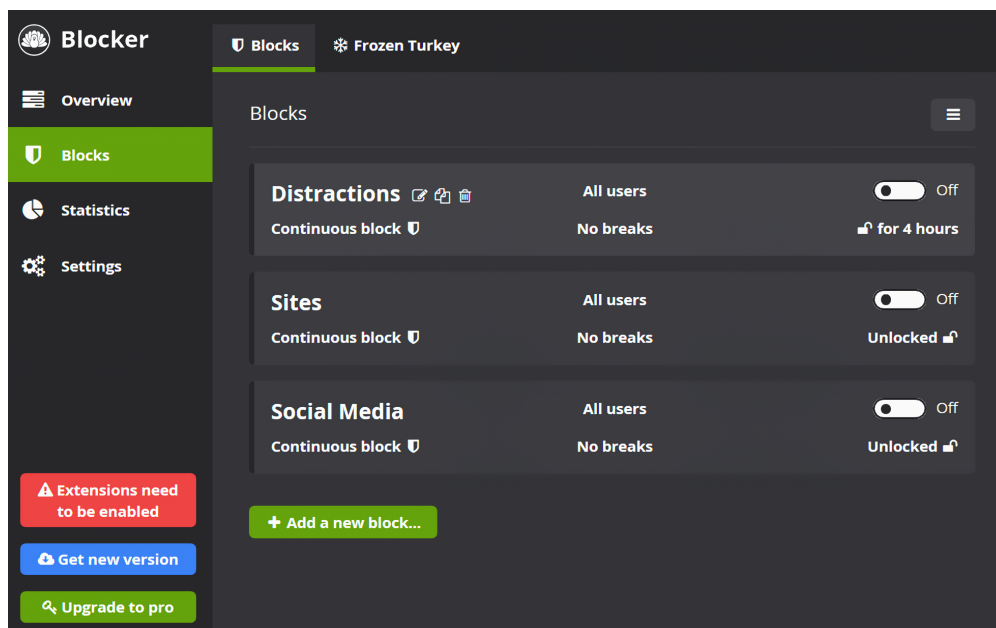 Blocker
Overview
Blocks
Statistics
Settings
Extensions need
to be enabled
Get new version
Upgrade to pro
Blocks
Frozen Turkey
Blocks
Distractions
All users
Off
Continuous block
No breaks
for 4 hours
Sites
All users
Off
Continuous block
No breaks
Unlocked
Social Media
All users
Off
Continuous block
No breaks
Unlocked
+ Add a new block...